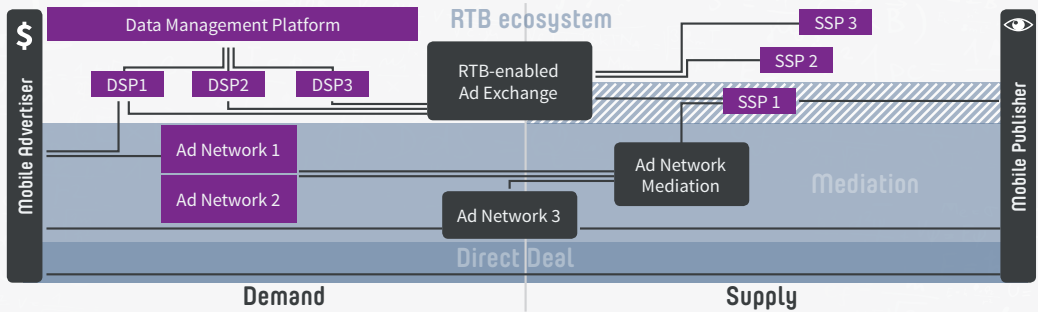 RTB ecosystem
$
Mobile Advertiser
Data Management Platform
DSP1
DSP2
DSP3
RTB-enabled
Ad Exchange
SSP 3
SSP 2
SSP 1
Ad Network 1
Ad Network 2
Ad Network 3
Ad Network
Mediation
Mediation
Mobile Publisher
Direct Deal
Demand
Supply